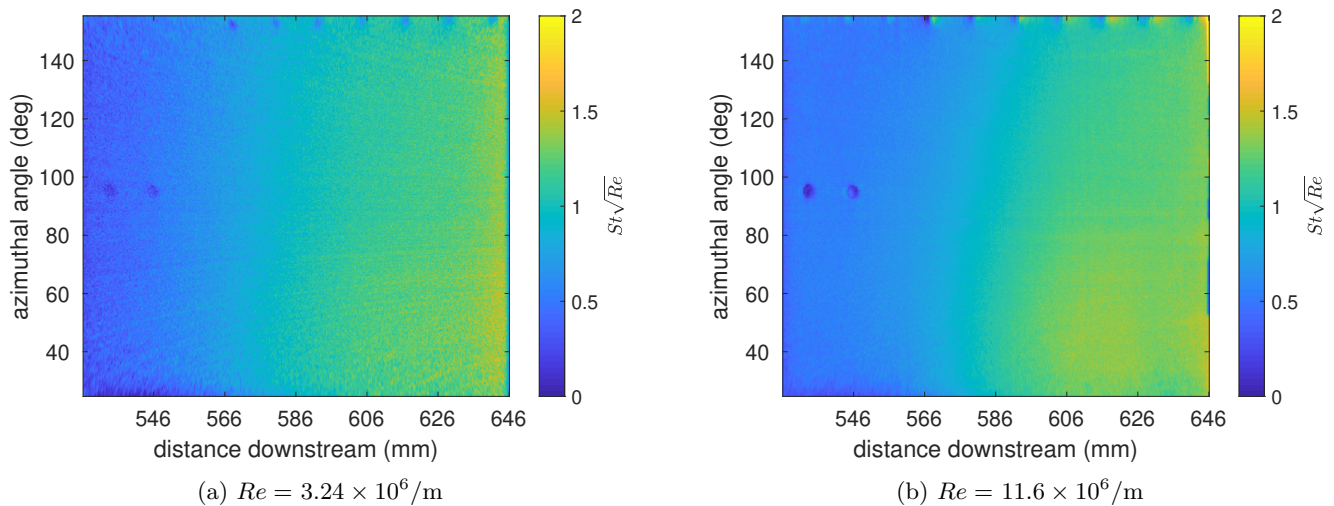 140
120
100
80
60
40
azimuthal angle (deg)
546 566 586 606 626 646
distance downstream (mm)
2
1.5
1
0.5
0
St√Re
(a) Re = 3.24 × 10⁶/m
140
120
100
80
60
40
azimuthal angle (deg)
546 566 586 606 626 646
distance downstream (mm)
2
1.5
1
0.5
0
St√Re
(b) Re = 11.6 × 10⁶/m